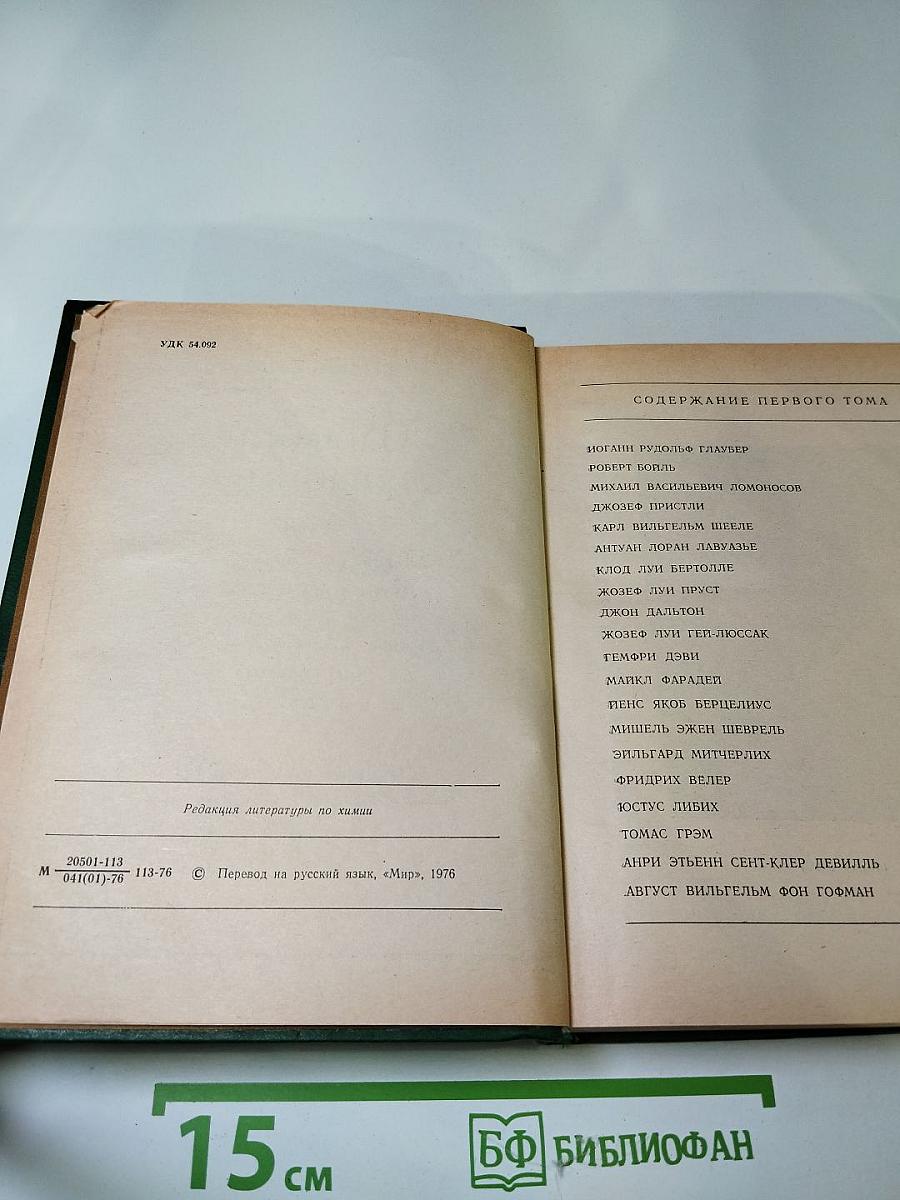 УДК 54.092
Редакция литературы по химии
М 20501-113 113-76 © Перевод на русский язык, «Мир», 1976
041(01)-76
СОДЕРЖАНИЕ ПЕРВОГО ТОМА
ИОГАНН РУДОЛЬФ ГЛАУБЕР
РОБЕРТ БОЙЛЬ
МИХАИЛ ВАСИЛЬЕВИЧ ЛОМОНОСОВ
ДЖОЗЕФ ПРИСТЛИ
КАРЛ ВИЛЬГЕЛЬМ ШЕЕЛЕ
АНТУАН ЛОРАН ЛАВУАЗЬЕ
КЛОД ЛУИ БЕРТОЛЛЕ
ЖОЗЕФ ЛУИ ПРУСТ
ДЖОН ДАЛЬТОН
ЖОЗЕФ ЛУИ ГЕЙ-ЛЮССАК
ГЕМФРИ ДЭВИ
МАЙКЛ ФАРАДЕЙ
ЙЕНС ЯКОБ БЕРЦЕЛИУС
МИШЕЛЬ ЭЖЕН ШЕВРЕЛЬ
ЭЙЛЬГАРД МИТЧЕРЛИХ
ФРИДРИХ ВЁЛЕР
ЮСТУС ЛИБИХ
ТОМАС ГРЭМ
АНРИ ЭТЬЕНН СЕНТ-КЛЕР ДЕВИЛЛЬ
АВГУСТ ВИЛЬГЕЛЬМ ФОН ГОФМАН
15 см
БФ БИБЛИОФАН